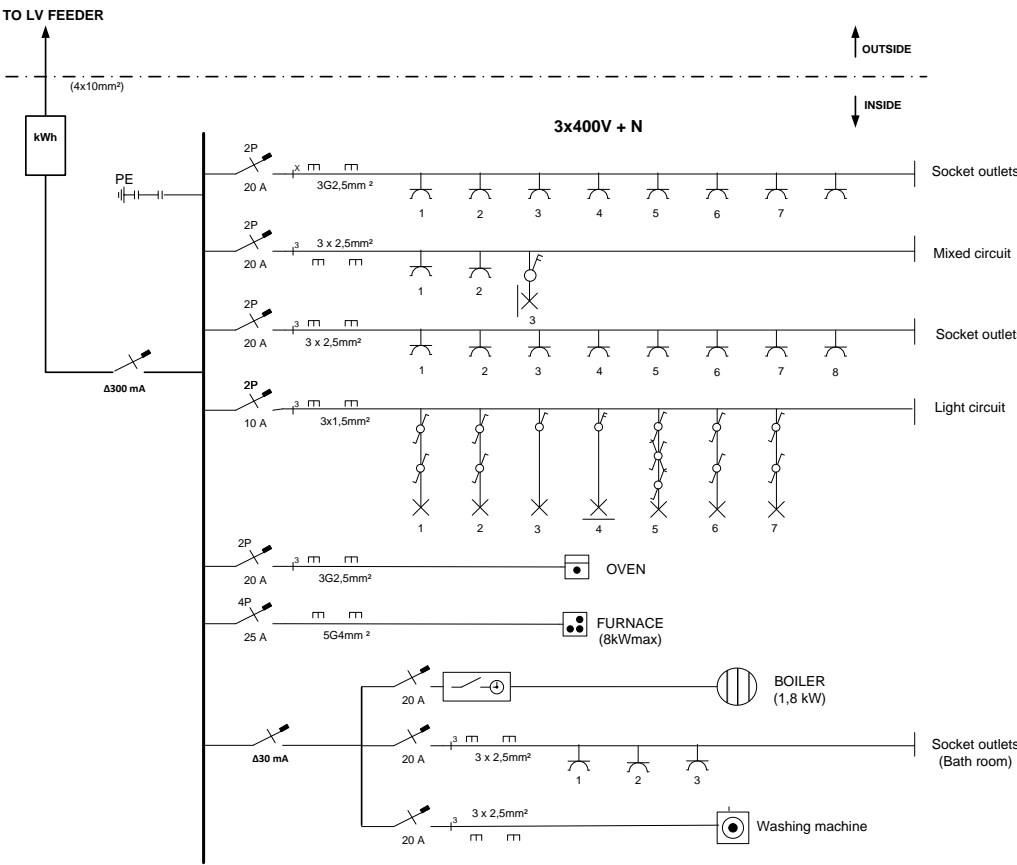 TO LV FEEDER
OUTSIDE
(4x10mm²)
INSIDE
kWh
3x400V + N
2P
PE
20 A
x
3G2,5mm ²
Socket outlets
1 2 3 4 5 6 7
2P
20 A
3
3 x 2,5mm²
Mixed circuit
1 2
3
2P
20 A
3
3 x 2,5mm²
Socket outlet
1 2 3 4 5 6 7 8
Δ300 mA
2P
10 A
3
3x1,5mm²
Light circuit
1 2 3 4 5 6 7
2P
20 A
3
3G2,5mm²
OVEN
4P
25 A
5G4mm ²
FURNACE
(8kWmax)
20 A
BOILER
(1,8 kW)
Δ30 mA
20 A
3
3 x 2,5mm²
Socket outlets
(Bath room)
1 2 3
20 A
3
3 x 2,5mm²
Washing machine